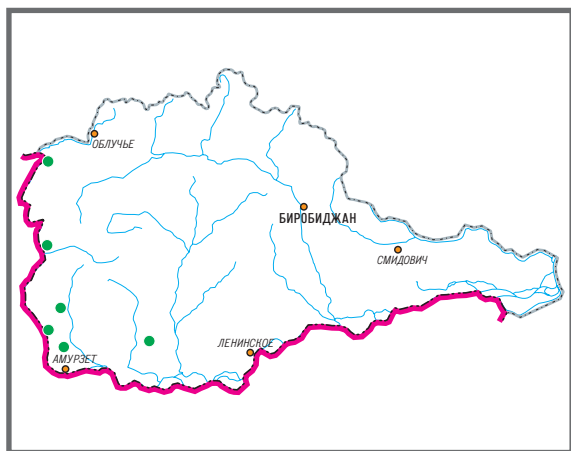 ОБЛУЧЬЕ
БИРОБИДЖАН
СМИДОВИЧ
ЛЕНИНСКОЕ
АМУРЗЕТ